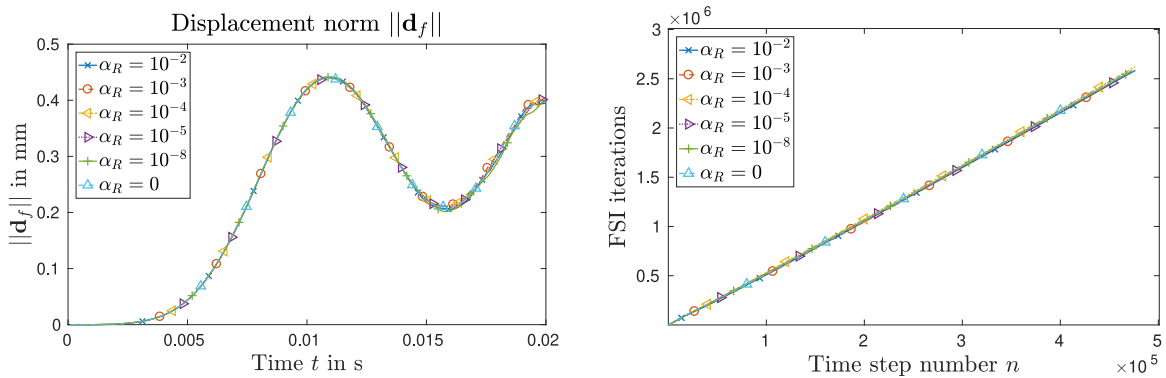 Displacement norm ||d_f||
||d_f|| in mm
0.5
0.4
0.3
0.2
0.1
0
α_R = 10^-2
α_R = 10^-3
α_R = 10^-4
α_R = 10^-5
α_R = 10^-8
α_R = 0
0 0.005 0.01 0.015 0.02
Time t in s
×10^6
FSI iterations
3
2.5
2
1.5
1
0.5
α_R = 10^-2
α_R = 10^-3
α_R = 10^-4
α_R = 10^-5
α_R = 10^-8
α_R = 0
1 2 3 4 5
Time step number n
×10^5